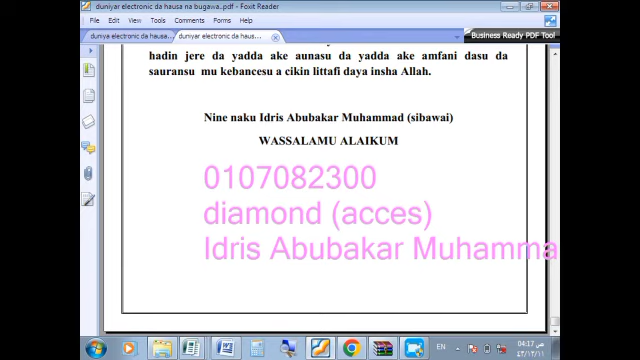 duniyar electronic da hausa na bugawa..pdf - Foxit Reader
File Edit View Tools Comments Forms Help
duniya electronic da hausa....
duniyar electronic da haus...
Business Ready PDF Tool
hadin jere da yadda ake aunasu da yadda ake amfani dasu da
sauransu mu kebancesu a cikin littafi daya insha Allah.
Nine naku Idris Abubakar Muhammad (sibawai)
WASSALAMU ALAIKUM
0107082300
diamond (acces)
Idris Abubakar Muhamma
EN
04:17 ص